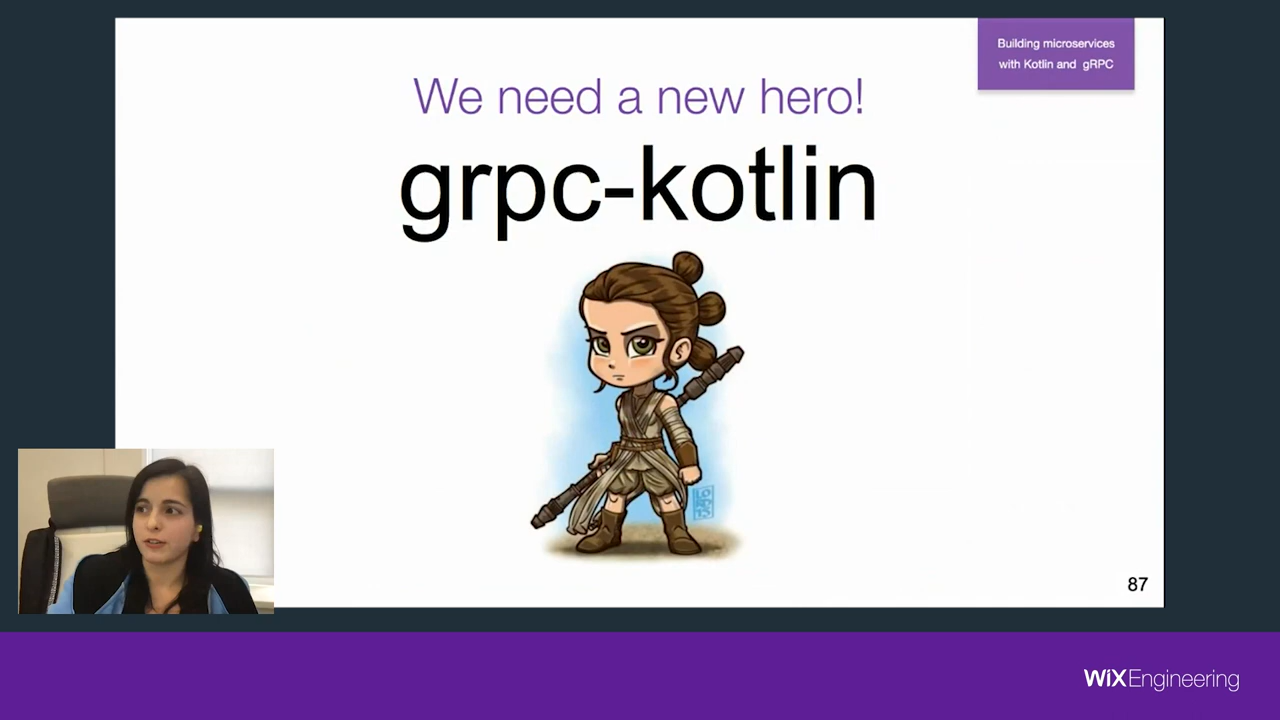 Building microservices
with Kotlin and gRPC
We need a new hero!
grpc-kotlin
87
WiXEngineering